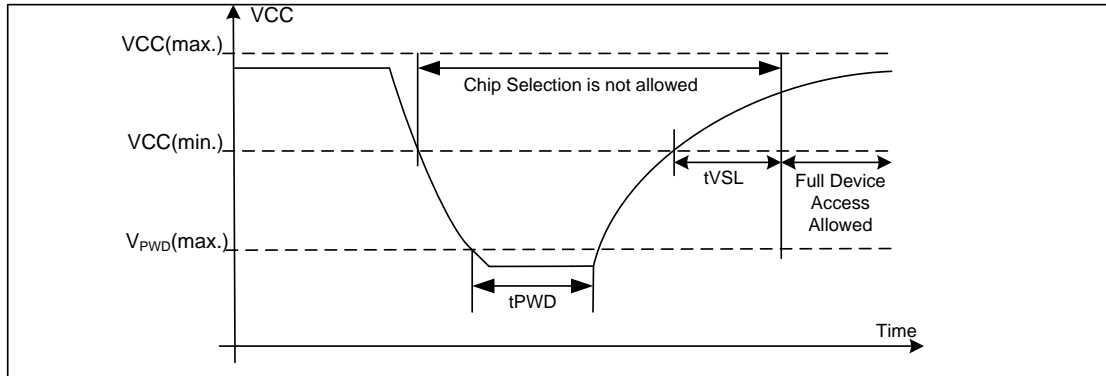 VCC
VCC(max.)
Chip Selection is not allowed
VCC(min.)
tVSL
Full Device
Access
Allowed
VPWD(max.)
tPWD
Time